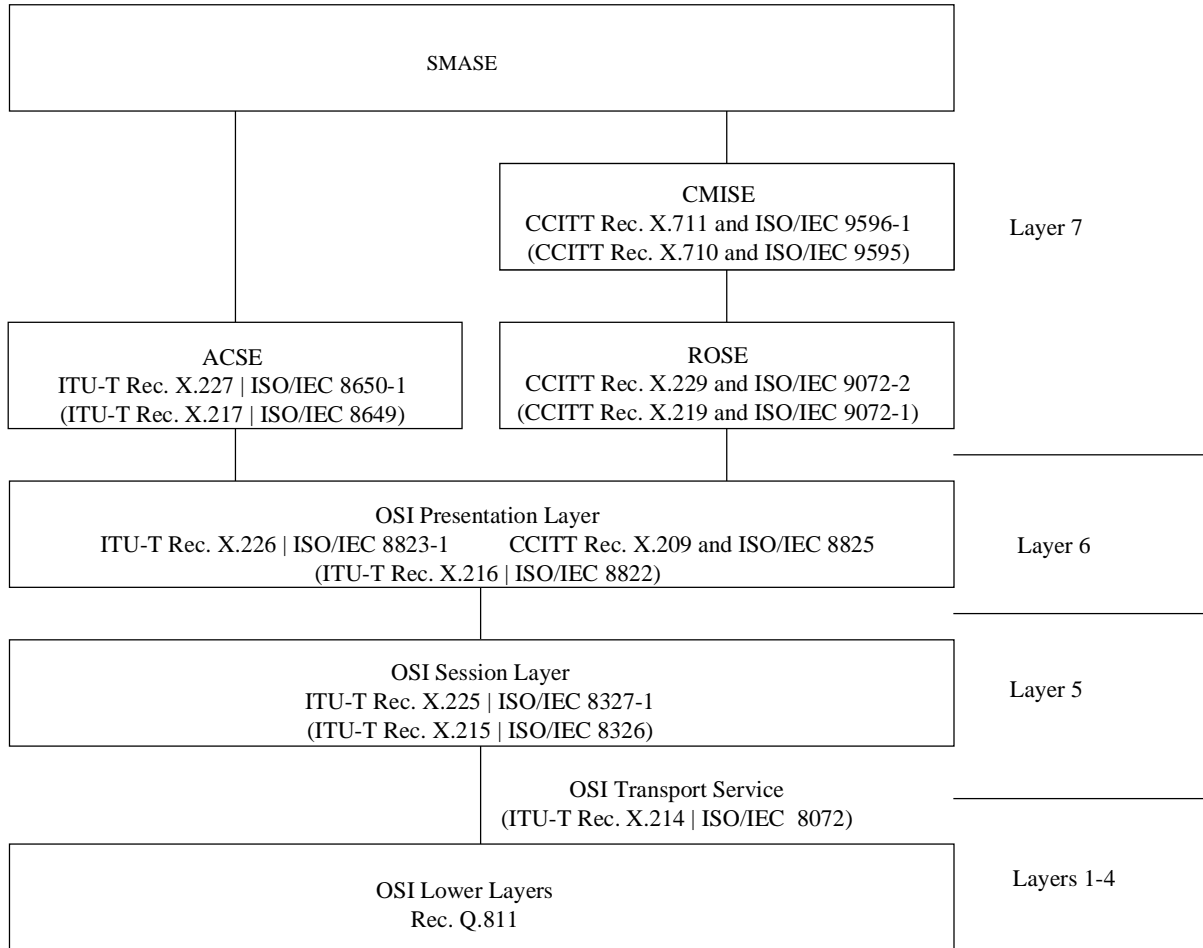 SMASE
CMISE
CCITT Rec. X.711 and ISO/IEC 9596-1
(CCITT Rec. X.710 and ISO/IEC 9595)
Layer 7
ACSE
ITU-T Rec. X.227 | ISO/IEC 8650-1
(ITU-T Rec. X.217 | ISO/IEC 8649)
ROSE
CCITT Rec. X.229 and ISO/IEC 9072-2
(CCITT Rec. X.219 and ISO/IEC 9072-1)
OSI Presentation Layer
ITU-T Rec. X.226 | ISO/IEC 8823-1 CCITT Rec. X.209 and ISO/IEC 8825
(ITU-T Rec. X.216 | ISO/IEC 8822)
Layer 6
OSI Session Layer
ITU-T Rec. X.225 | ISO/IEC 8327-1
(ITU-T Rec. X.215 | ISO/IEC 8326)
Layer 5
OSI Transport Service
(ITU-T Rec. X.214 | ISO/IEC 8072)
OSI Lower Layers
Rec. Q.811
Layers 1-4